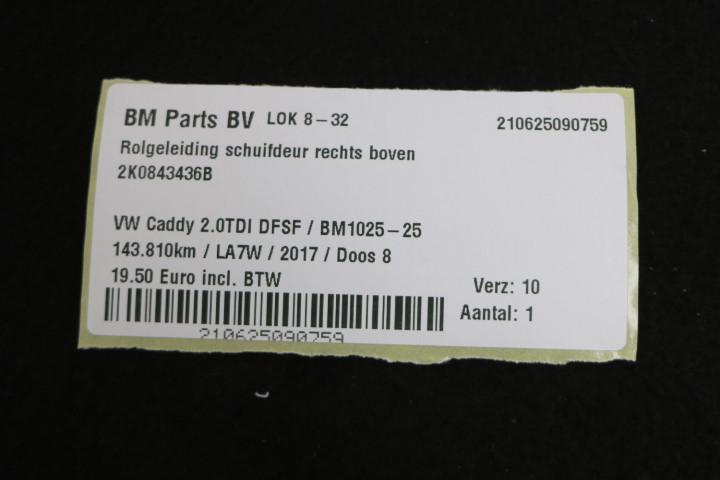 BM Parts BV LOK 8-32 210625090759
Rolgeleiding schuifdeur rechts boven
2K0843436B
VW Caddy 2.0TDI DFSF / BM1025-25
143.810km / LA7W / 2017 / Doos 8
19.50 Euro incl. BTW Verz: 10
Aantal: 1
210625090759